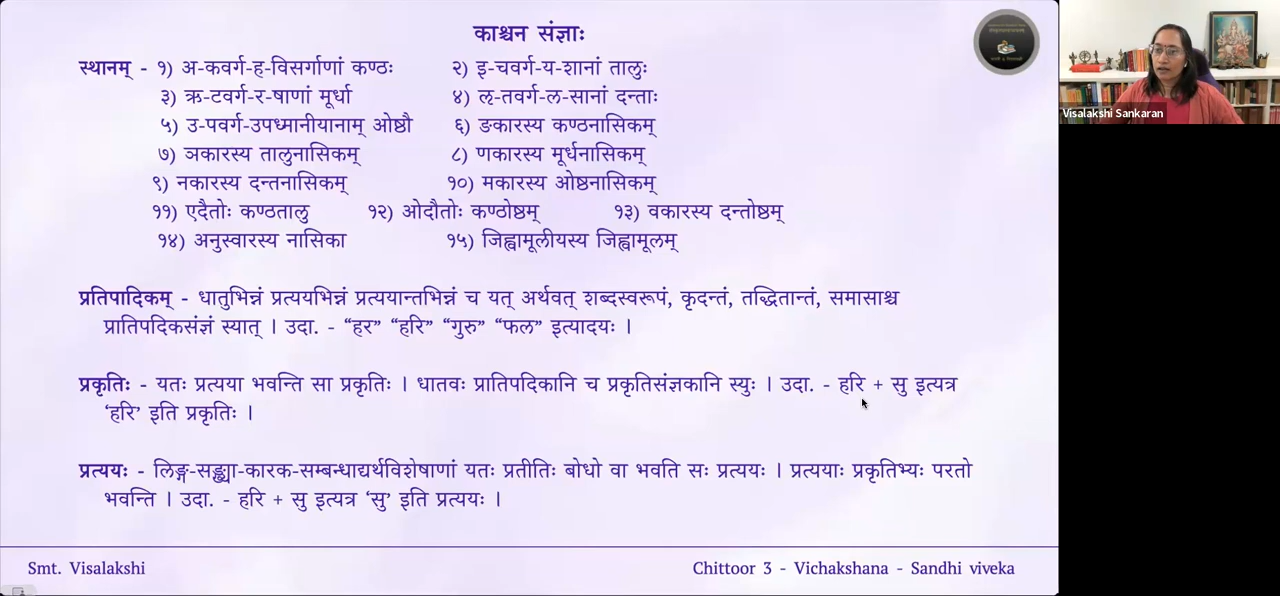 काश्चन संज्ञाः
स्थानम् - १) अ-कवर्ग-ह-विसर्गाणां कण्ठः २) इ-चवर्ग-य-शानां तालुः
३) ऋ-टवर्ग-र-षाणां मूर्धा ४) ऌ-तवर्ग-ल-सानां दन्ताः
५) उ-पवर्ग-उपध्मानीयानाम् ओष्ठौ ६) ङकारस्य कण्ठनासिकम्
७) ञकारस्य तालुनासिकम् ८) णकारस्य मूर्धनासिकम्
९) नकारस्य दन्तनासिकम् १०) मकारस्य ओष्ठनासिकम्
११) एदैतोः कण्ठतालु १२) ओदौतोः कण्ठोष्ठम् १३) वकारस्य दन्तोष्ठम्
१४) अनुस्वारस्य नासिका १५) जिह्वामूलीयस्य जिह्वामूलम्
प्रतिपादिकम् - धातुभिन्नं प्रत्ययभिन्नं प्रत्ययान्तभिन्नं च यत् अर्थवत् शब्दस्वरूपं, कृदन्तं, तद्धितान्तं, समासाश्च
प्रातिपदिकसंज्ञं स्यात् । उदा. - “हर” “हरि” “गुरु” “फल” इत्यादयः ।
प्रकृतिः - यतः प्रत्यया भवन्ति सा प्रकृतिः । धातवः प्रातिपदिकानि च प्रकृतिसंज्ञकानि स्युः । उदा. - हरि + सु इत्यत्र
‘हरि’ इति प्रकृतिः ।
प्रत्ययः - लिङ्ग-सङ्ख्या-कारक-सम्बन्धाद्यर्थविशेषाणां यतः प्रतीतिः बोधो वा भवति सः प्रत्ययः । प्रत्ययाः प्रकृतिभ्यः परतो
भवन्ति । उदा. - हरि + सु इत्यत्र ‘सु’ इति प्रत्ययः ।
Smt. Visalakshi Chittoor 3 - Vichakshana - Sandhi viveka
Visalakshi Sankaran